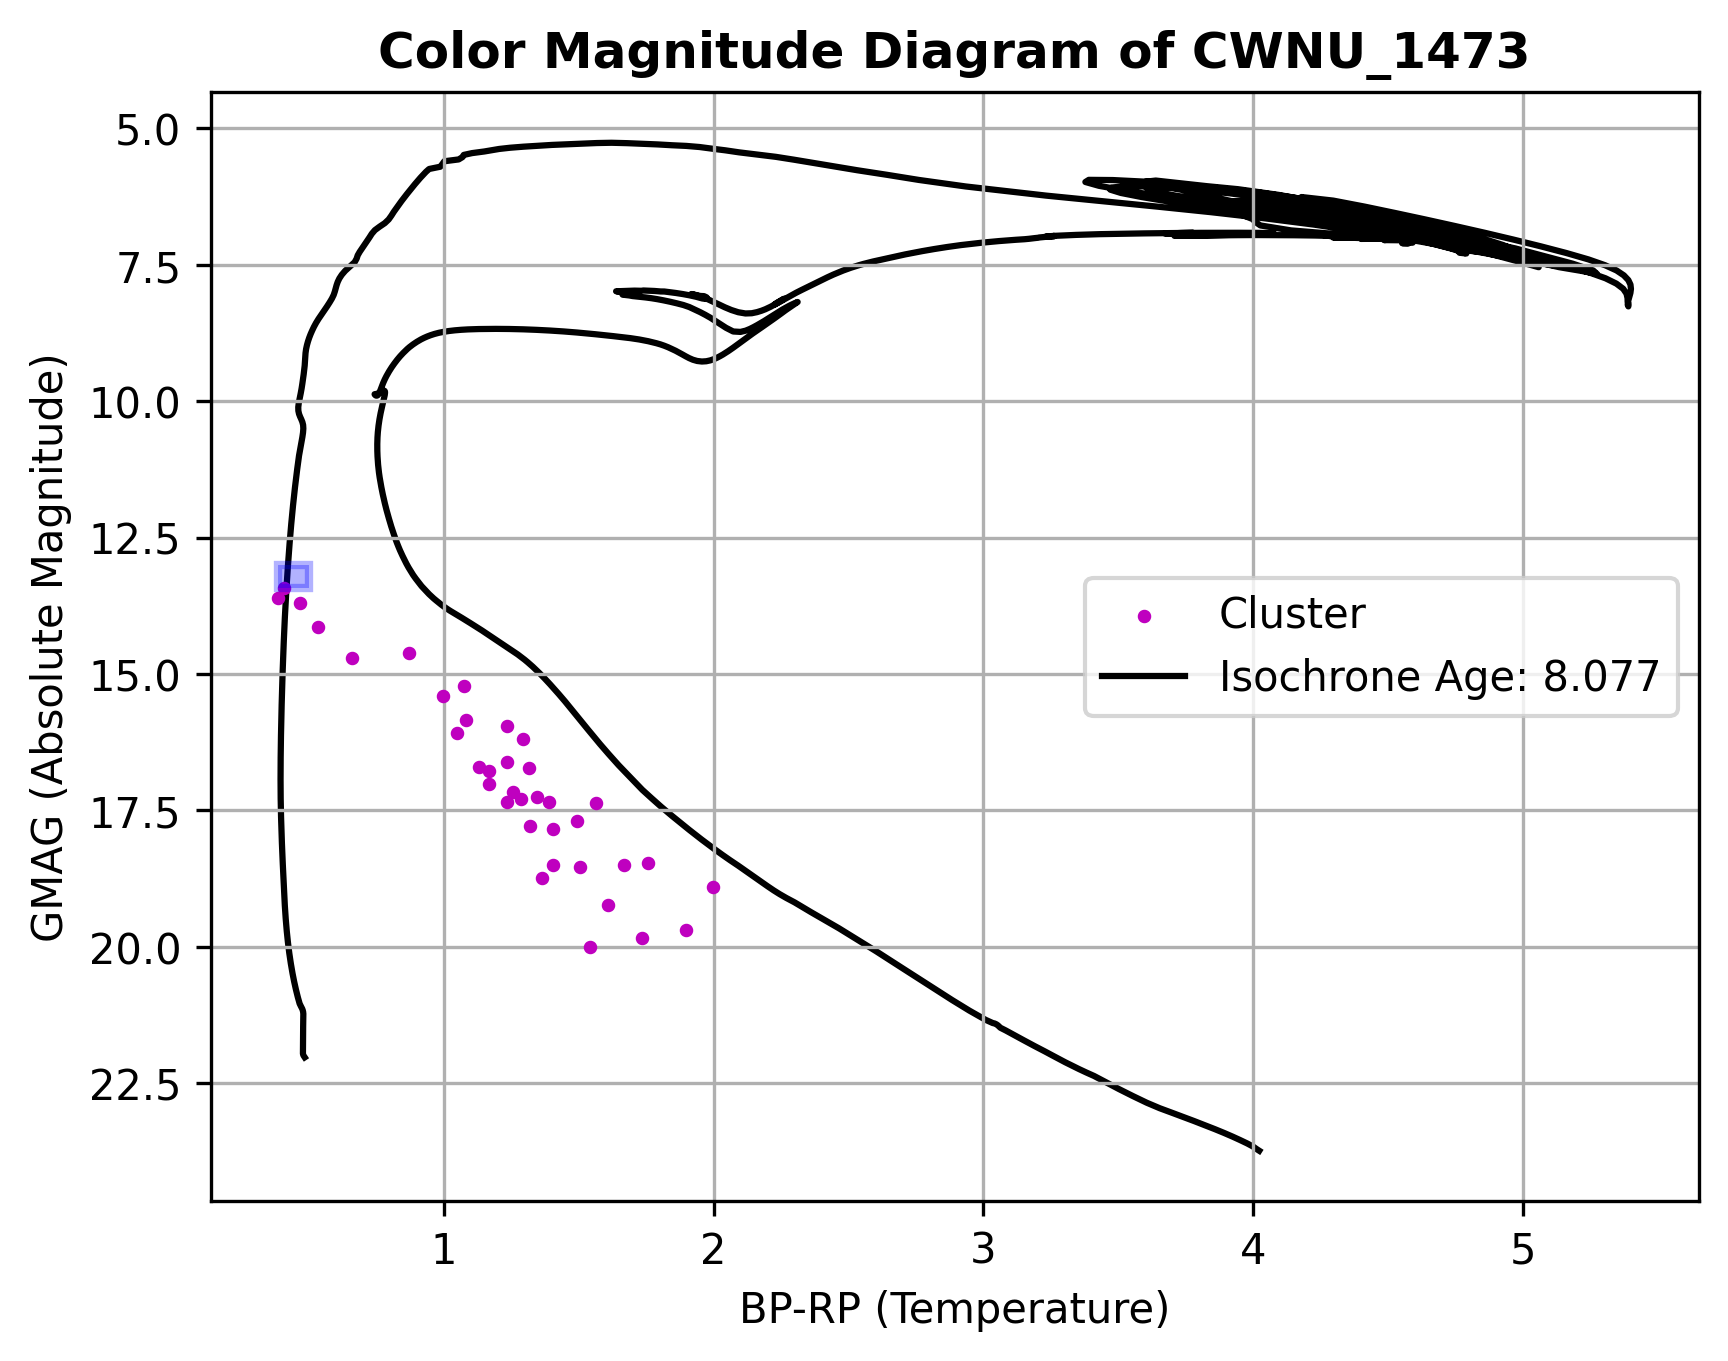 Color Magnitude Diagram of CWNU_1473
5.0
7.5
10.0
12.5
15.0
17.5
20.0
22.5
GMAG (Absolute Magnitude)
Cluster
Isochrone Age: 8.077
1
2
3
4
5
BP-RP (Temperature)